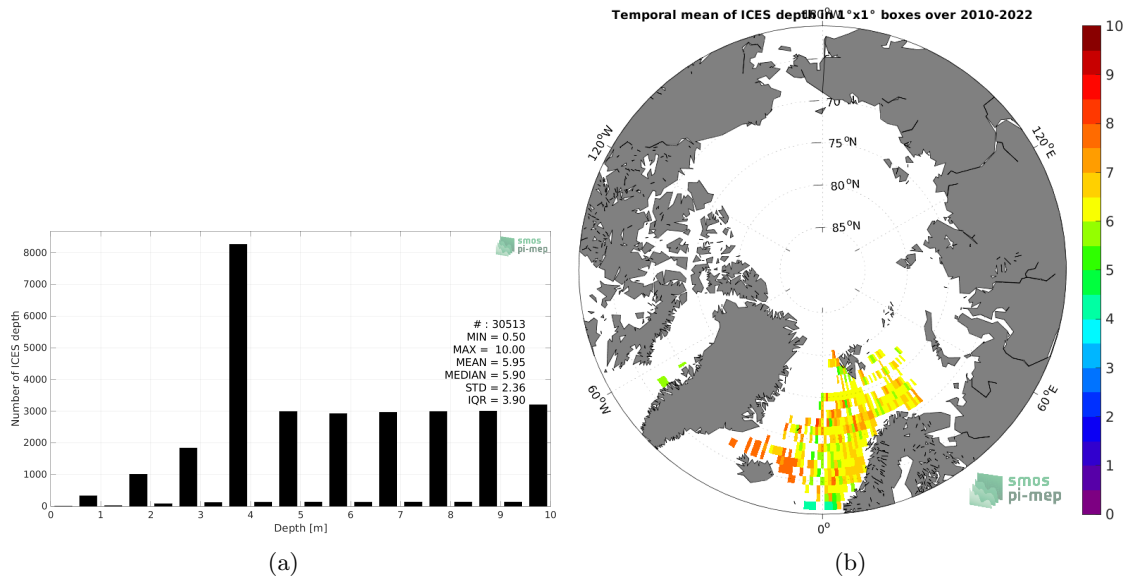 Number of ICES depth
8000
7000
6000
5000
4000
3000
2000
1000
0
0 1 2 3 4 5 6 7 8 9 10
Depth [m]
smos
pi-mep
# : 30513
MIN = 0.50
MAX = 10.00
MEAN = 5.95
MEDIAN = 5.90
STD = 2.36
IQR = 3.90
(a)
Temporal mean of ICES depth in 1°x1° boxes over 2010-2022
120°W
120°E
75°N
80°N
85°N
60°W
60°E
0°
smos
pi-mep
10
9
8
7
6
5
4
3
2
1
0
(b)